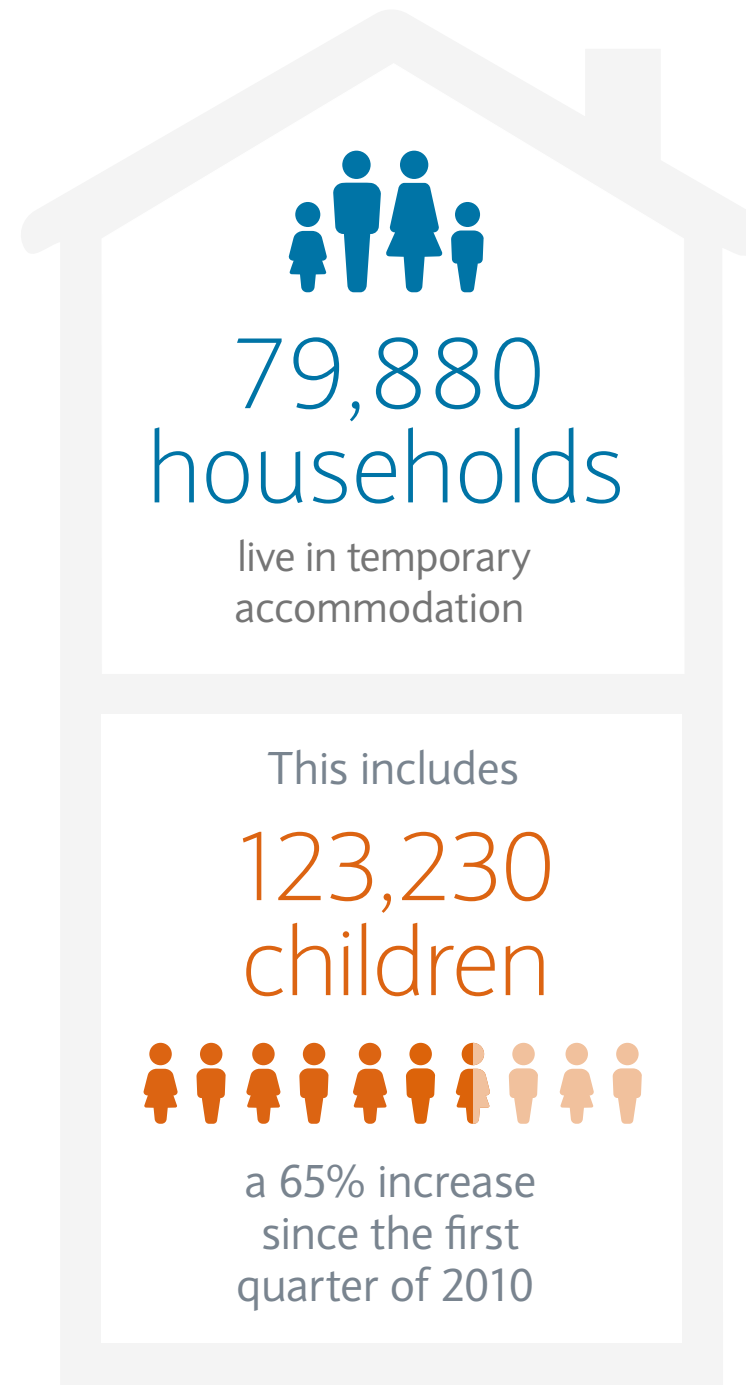 79,880
households
live in temporary
accommodation
This includes
123,230
children
a 65% increase
since the first
quarter of 2010